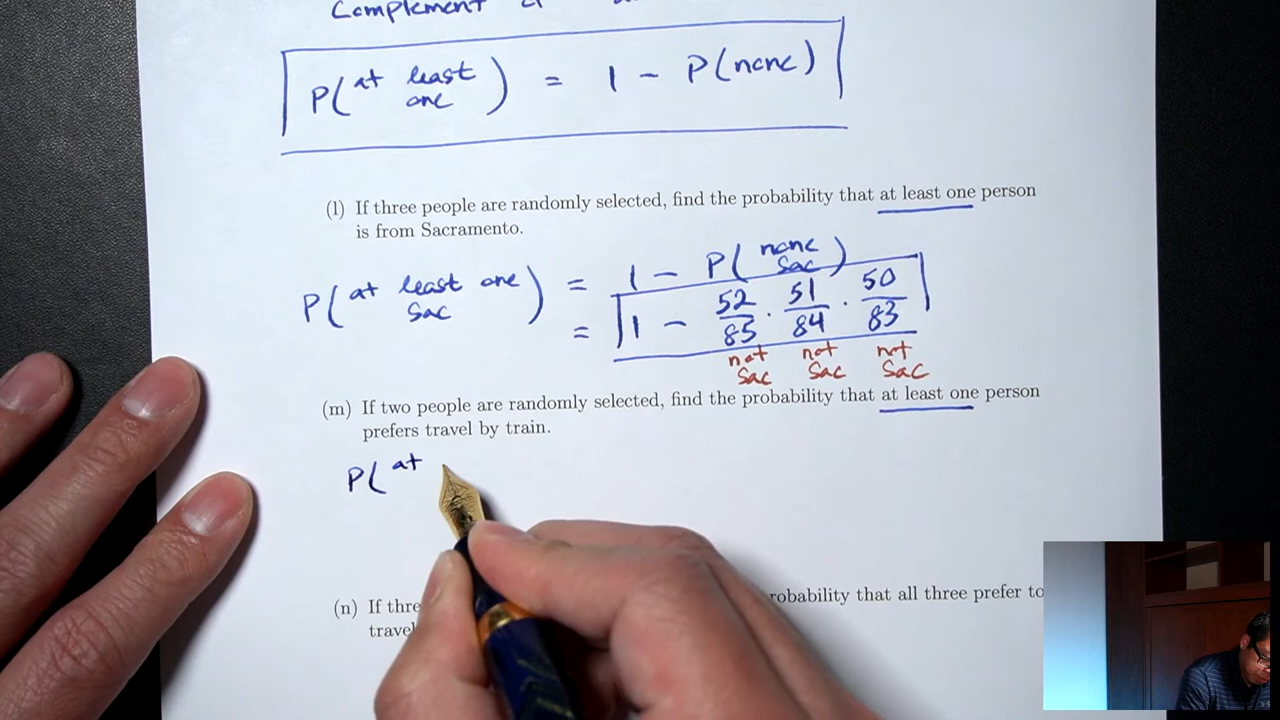 Complement
P( at least one ) = 1 - P(none)
(l) If three people are randomly selected, find the probability that at least one person
is from Sacramento.
P( at least one Sac ) = 1 - P( none Sac )
= 1 - 52/85 · 51/84 · 50/83
not Sac not Sac not Sac
(m) If two people are randomly selected, find the probability that at least one person
prefers travel by train.
P( at
(n) If thre robability that all three prefer to
travel